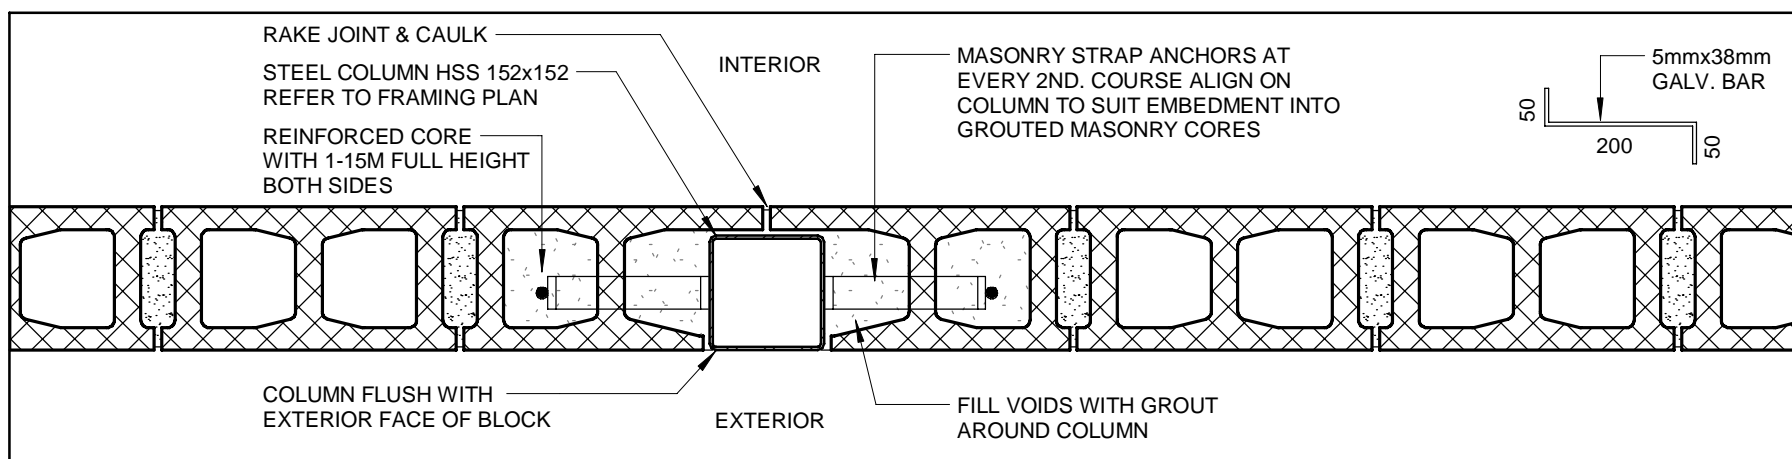 RAKE JOINT & CAULK
STEEL COLUMN HSS 152x152
REFER TO FRAMING PLAN
REINFORCED CORE
WITH 1-15M FULL HEIGHT
BOTH SIDES
INTERIOR
MASONRY STRAP ANCHORS AT
EVERY 2ND. COURSE ALIGN ON
COLUMN TO SUIT EMBEDMENT INTO
GROUTED MASONRY CORES
5mmx38mm
GALV. BAR
50
200
50
COLUMN FLUSH WITH
EXTERIOR FACE OF BLOCK
EXTERIOR
FILL VOIDS WITH GROUT
AROUND COLUMN